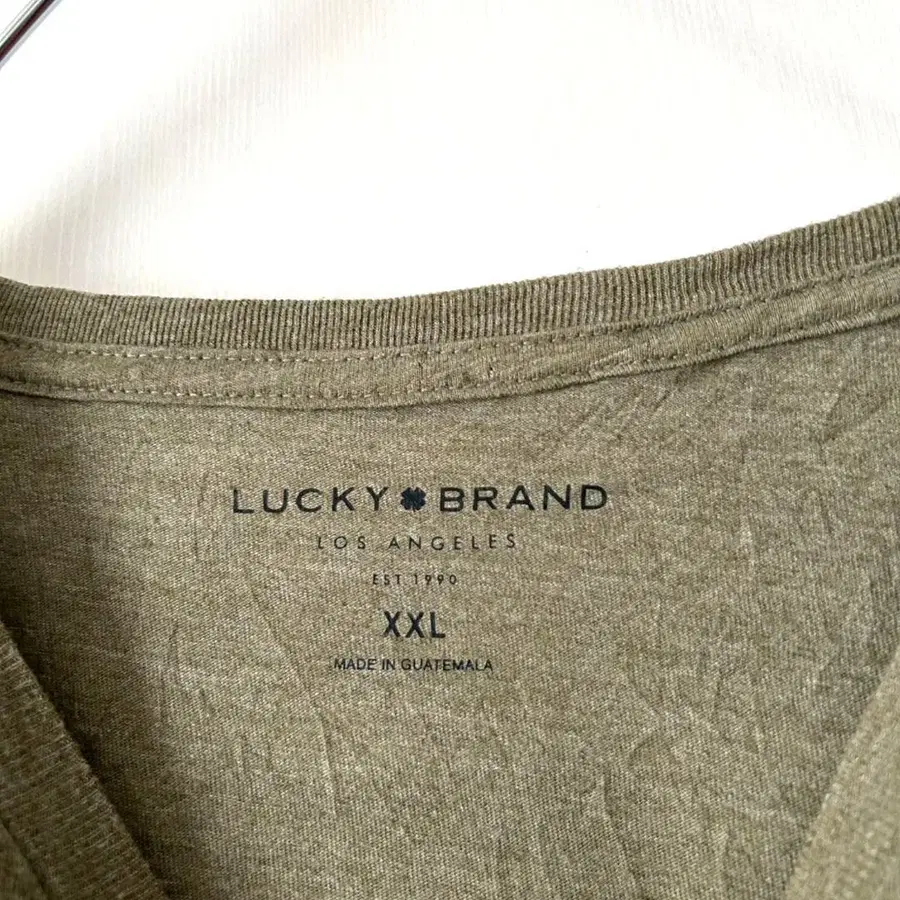 LUCKY BRAND
LOS ANGELES
EST 1990
XXL
MADE IN GUATEMALA